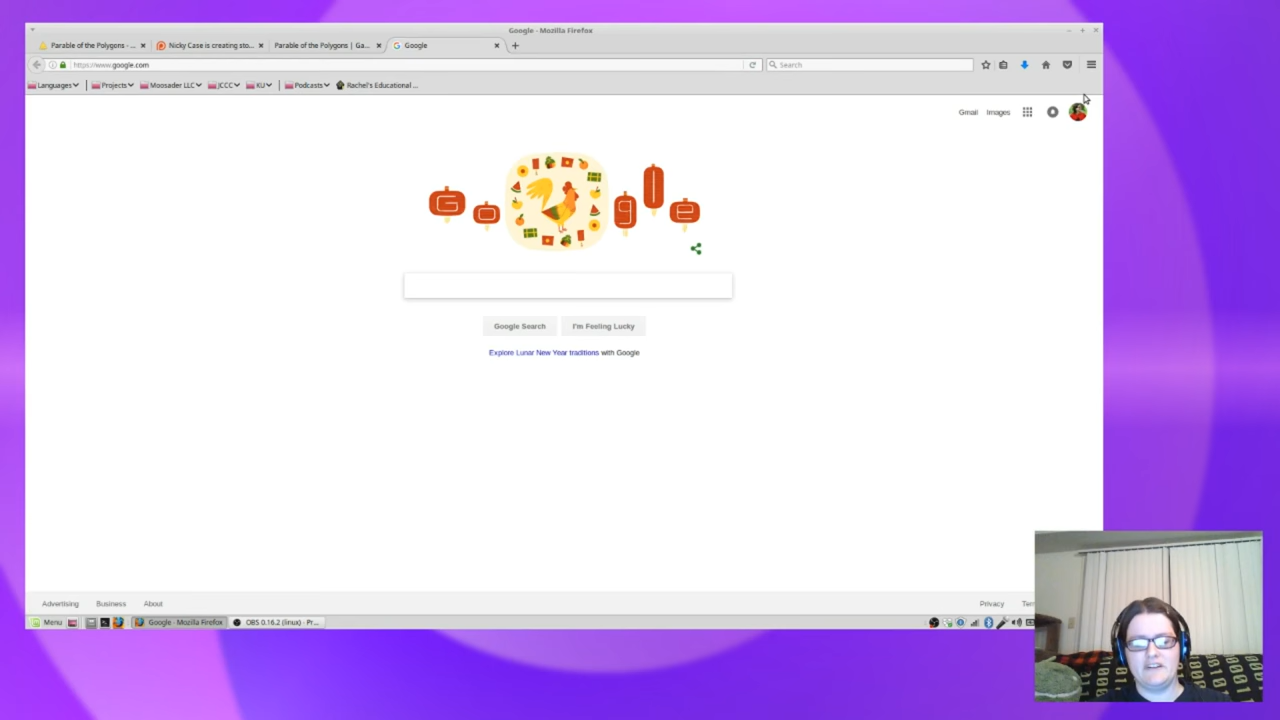 Google - Mozilla Firefox
Parable of the Polygons - ... Nicky Case is creating sto... Parable of the Polygons | Ga... Google
https://www.google.com Search
Languages Projects Moosader LLC JCCC KU Podcasts Rachel's Educational ...
Gmail Images
Google
Google Search I'm Feeling Lucky
Explore Lunar New Year traditions with Google
Advertising Business About Privacy Ter
Menu Google - Mozilla Firefox OBS 0.16.2 (linux) - Pr...